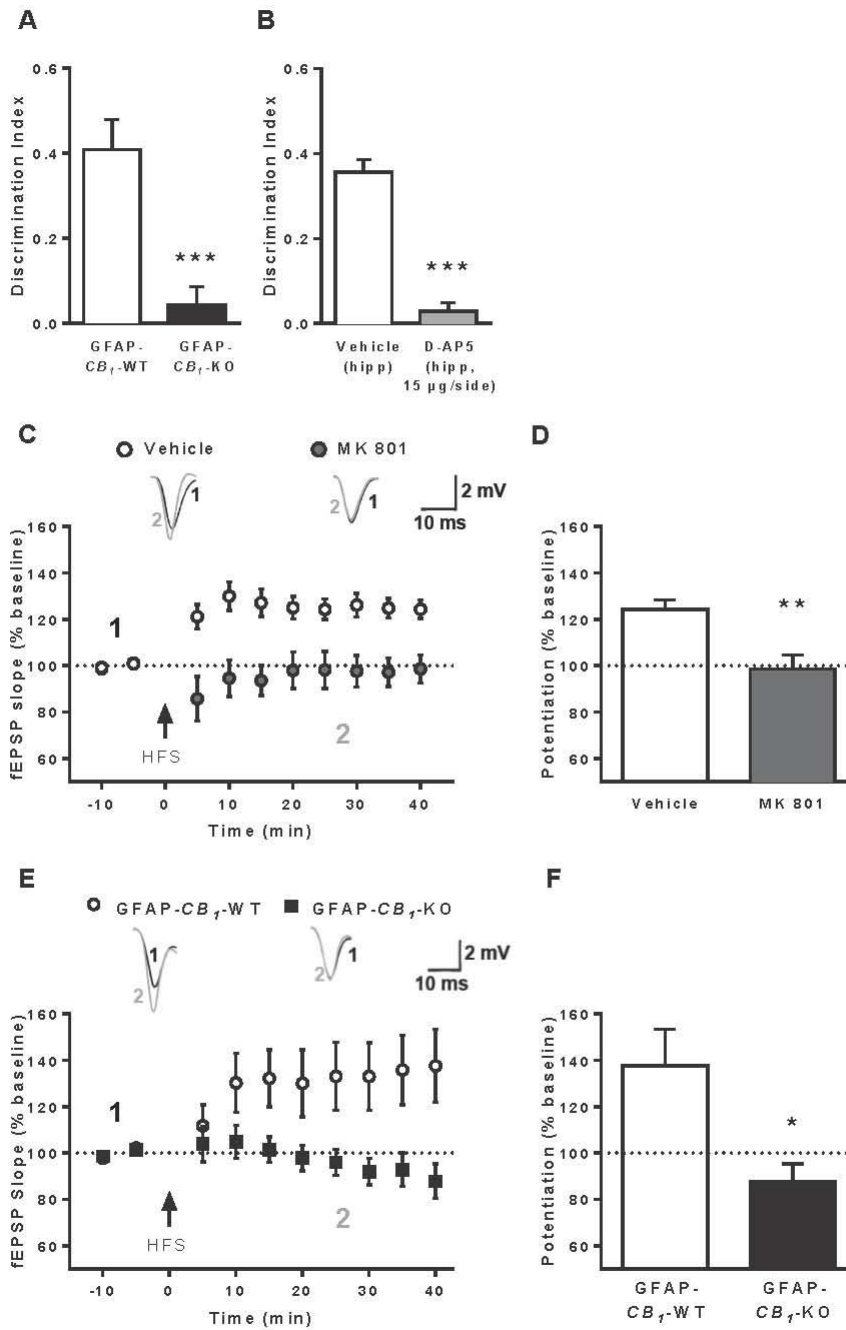 A
Discrimination Index
0.6
0.4
0.2
0.0
***
GFAP-
CB1-WT
GFAP-
CB1-KO
B
Discrimination Index
0.6
0.4
0.2
0.0
***
Vehicle
(hipp)
D-AP5
(hipp,
15 µg/side)
C
Vehicle
MK 801
1
2
2
1
2 mV
10 ms
fEPSP slope (% baseline)
160
140
120
100
80
60
1
HFS
2
-10 0 10 20 30 40
Time (min)
D
Potentiation (% baseline)
160
140
120
100
80
60
**
Vehicle
MK 801
E
GFAP-CB1-WT
GFAP-CB1-KO
1
2
2
1
2 mV
10 ms
fEPSP Slope (% baseline)
160
140
120
100
80
60
1
HFS
2
-10 0 10 20 30 40
Time (min)
F
Potentiation (% baseline)
160
140
120
100
80
60
*
GFAP-
CB1-WT
GFAP-
CB1-KO